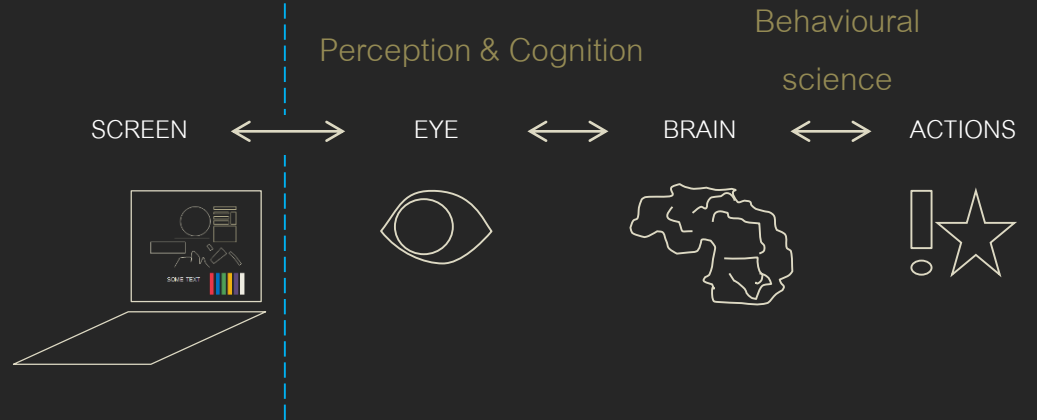 Behavioural
Perception & Cognition
science
SCREEN EYE BRAIN ACTIONS
SOME TEXT